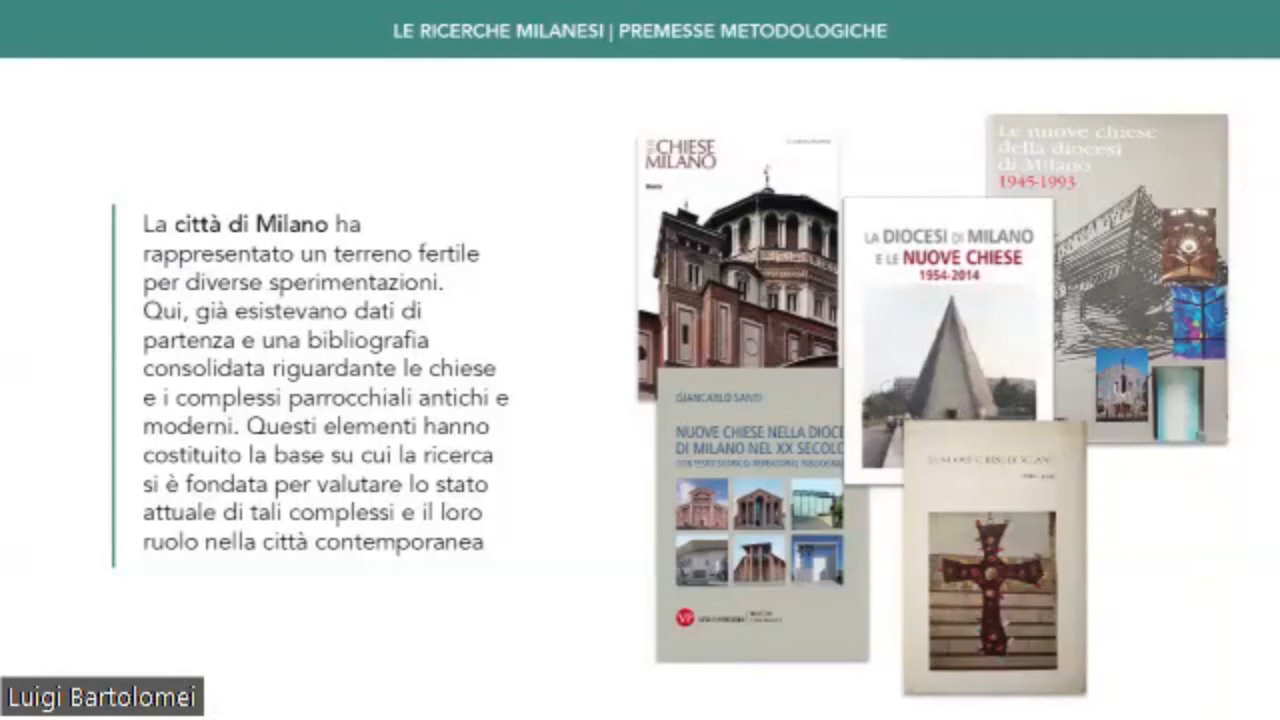 LE RICERCHE MILANESI | PREMESSE METODOLOGICHE
La città di Milano ha
rappresentato un terreno fertile
per diverse sperimentazioni.
Qui, già esistevano dati di
partenza e una bibliografia
consolidata riguardante le chiese
e i complessi parrocchiali antichi e
moderni. Questi elementi hanno
costituito la base su cui la ricerca
si è fondata per valutare lo stato
attuale di tali complessi e il loro
ruolo nella città contemporanea
CHIESE
MILANO
Le nuove chiese
della diocesi
di Milano
1945-1993
LA DIOCESI DI MILANO
E LE NUOVE CHIESE
1954-2014
GIANCARLO SANTI
NUOVE CHIESE NELLA DIOCE
DI MILANO NEL XX SECOLO
VP
Luigi Bartolomei